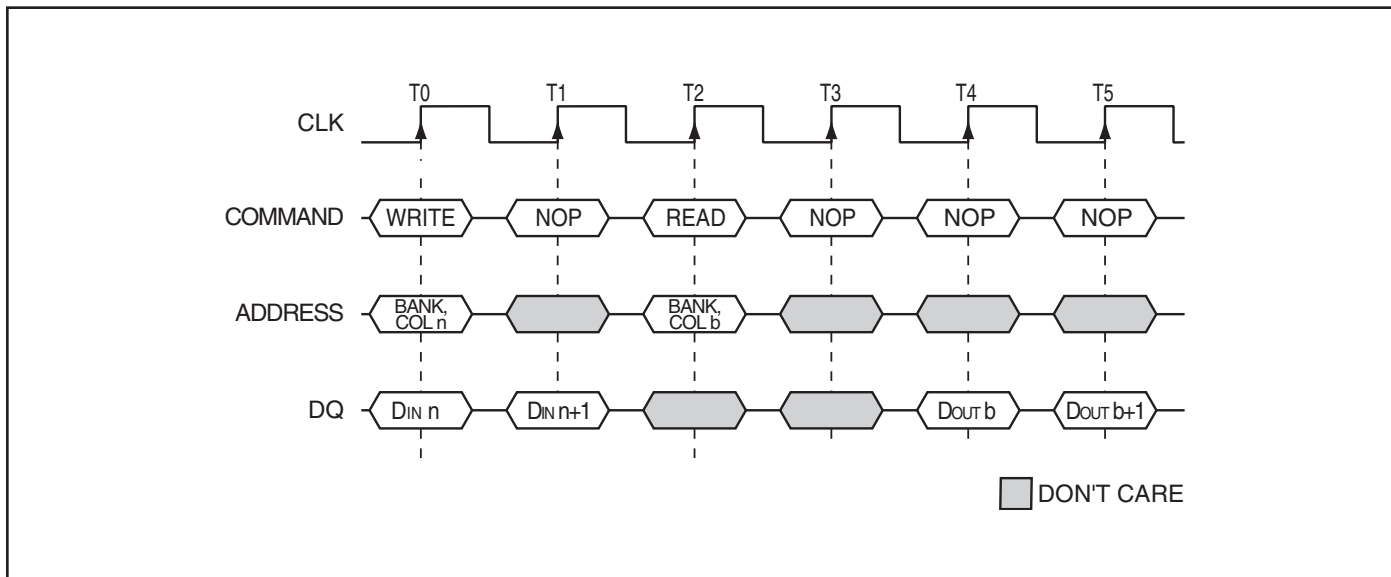 T0 T1 T2 T3 T4 T5
CLK
COMMAND WRITE NOP READ NOP NOP NOP
ADDRESS BANK, COL n BANK, COL b
DQ DIN n DIN n+1 DOUT b DOUT b+1
DON'T CARE